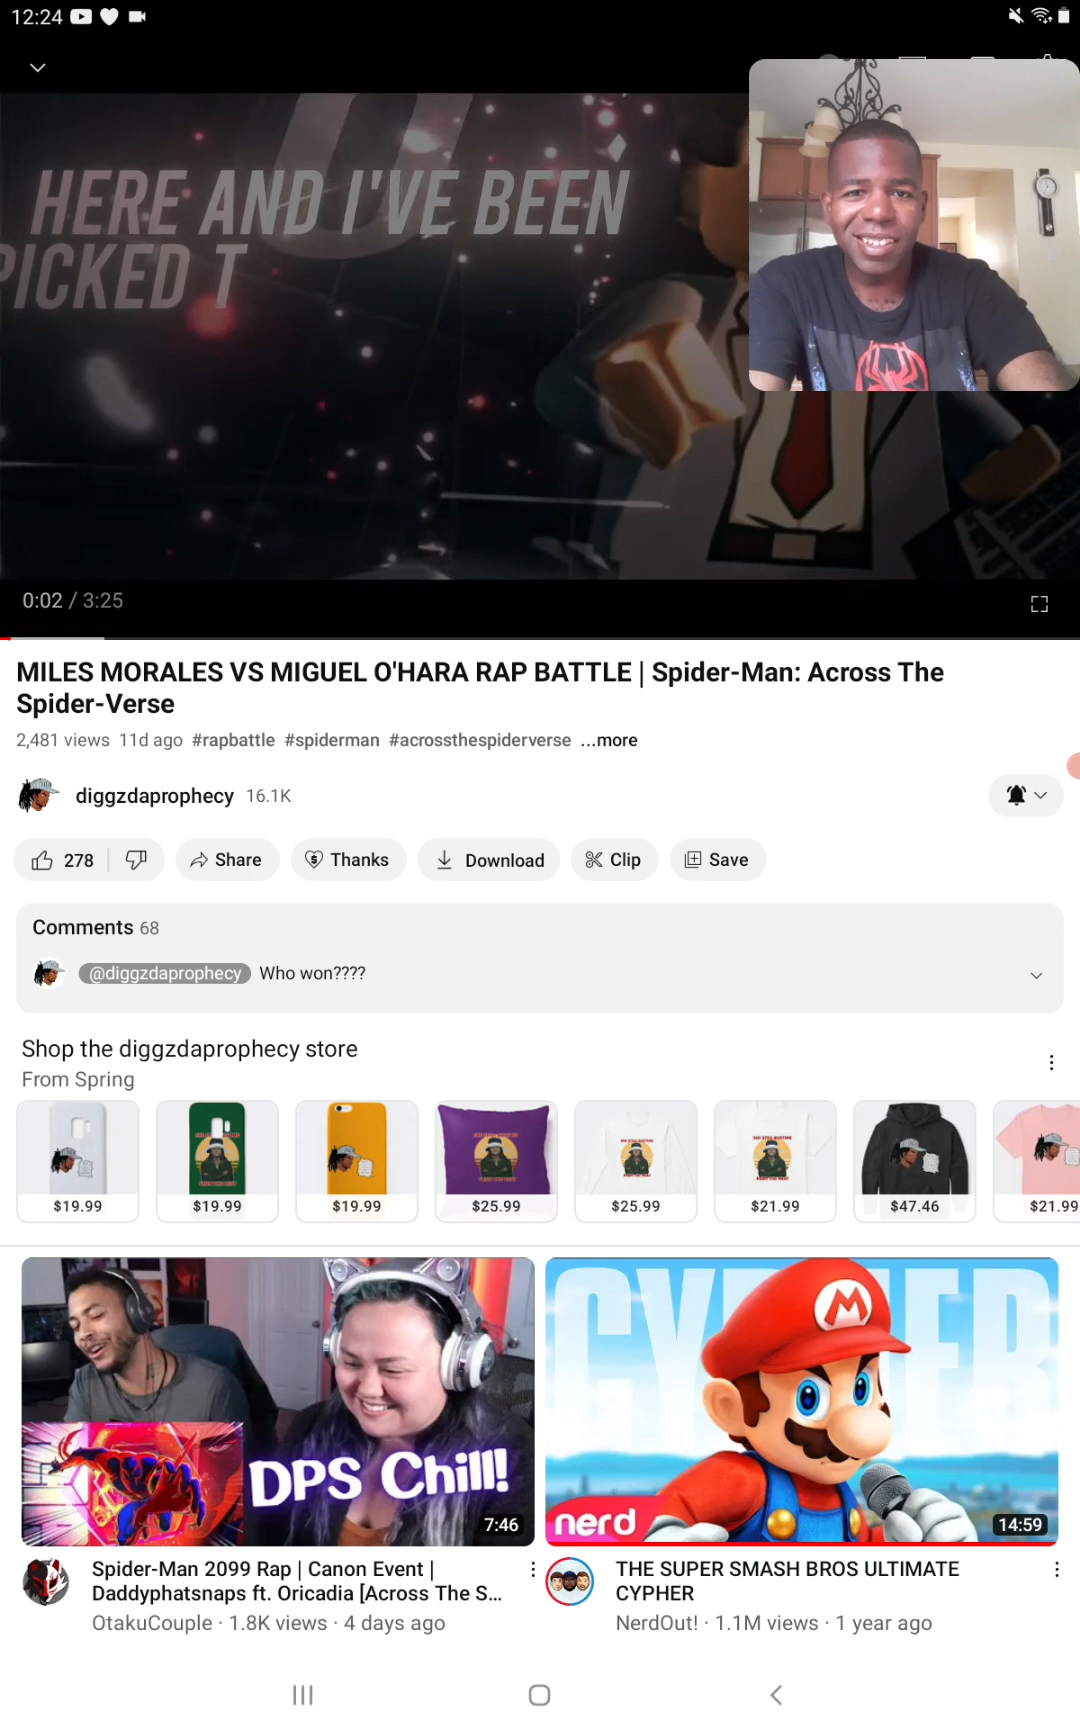 12:24
HERE AND I'VE BEEN
PICKED T
0:02 / 3:25
MILES MORALES VS MIGUEL O'HARA RAP BATTLE | Spider-Man: Across The
Spider-Verse
2,481 views 11d ago #rapbattle #spiderman #acrossthespiderverse ...more
diggzdaprophecy 16.1K
278 Share Thanks Download Clip Save
Comments 68
@diggzdaprophecy Who won????
Shop the diggzdaprophecy store
From Spring
$19.99 $19.99 $19.99 $25.99 $25.99 $21.99 $47.46 $21.99
CYPHER
DPS Chill!
7:46
nerd
14:59
Spider-Man 2099 Rap | Canon Event |
Daddyphatsnaps ft. Oricadia [Across The S...
OtakuCouple · 1.8K views · 4 days ago
THE SUPER SMASH BROS ULTIMATE
CYPHER
NerdOut! · 1.1M views · 1 year ago